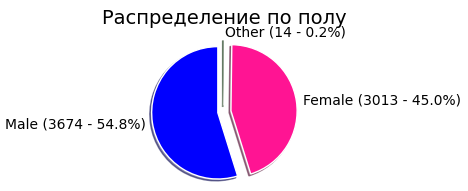 Распределение по полу
Other (14 - 0.2%)
Female (3013 - 45.0%)
Male (3674 - 54.8%)